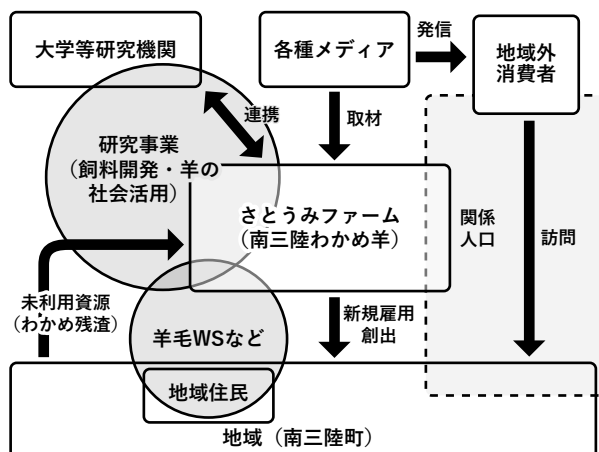 大学等研究機関
各種メディア
発信
地域外
消費者
連携
取材
研究事業
（飼料開発・羊の
社会活用）
さとうみファーム
（南三陸わかめ羊）
関係
人口
訪問
未利用資源
（わかめ残渣）
羊毛WSなど
新規雇用
創出
地域住民
地域（南三陸町）